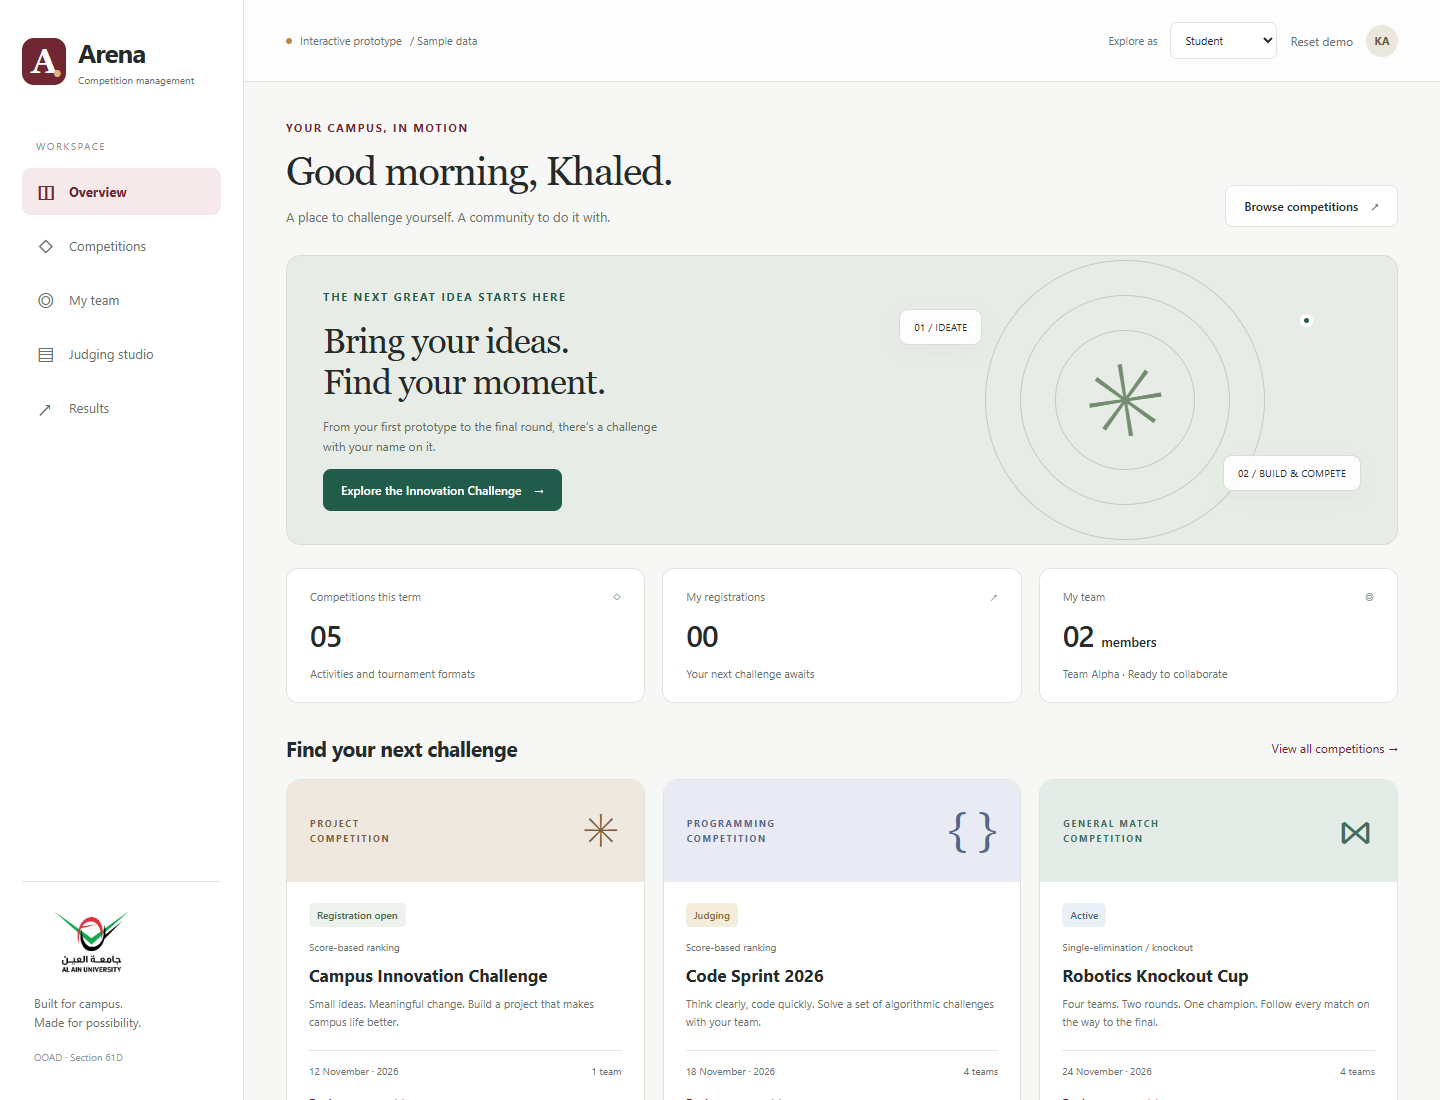 A
Arena
Competition management
WORKSPACE
Overview
Competitions
My team
Judging studio
Results
جامعة العين
AL AIN UNIVERSITY
Built for campus.
Made for possibility.
OOAD · Section 61D
Interactive prototype / Sample data
Explore as
Student
Reset demo
KA
YOUR CAMPUS, IN MOTION
Good morning, Khaled.
A place to challenge yourself. A community to do it with.
Browse competitions ↗
THE NEXT GREAT IDEA STARTS HERE
Bring your ideas.
Find your moment.
From your first prototype to the final round, there's a challenge
with your name on it.
Explore the Innovation Challenge →
01 / IDEATE
02 / BUILD & COMPETE
Competitions this term
05
Activities and tournament formats
My registrations
00
Your next challenge awaits
My team
02 members
Team Alpha · Ready to collaborate
Find your next challenge
View all competitions →
PROJECT
COMPETITION
Registration open
Score-based ranking
Campus Innovation Challenge
Small ideas. Meaningful change. Build a project that makes
campus life better.
12 November · 2026
1 team
PROGRAMMING
COMPETITION
{ }
Judging
Score-based ranking
Code Sprint 2026
Think clearly, code quickly. Solve a set of algorithmic challenges
with your team.
18 November · 2026
4 teams
GENERAL MATCH
COMPETITION
Active
Single-elimination / knockout
Robotics Knockout Cup
Four teams. Two rounds. One champion. Follow every match on
the way to the final.
24 November · 2026
4 teams